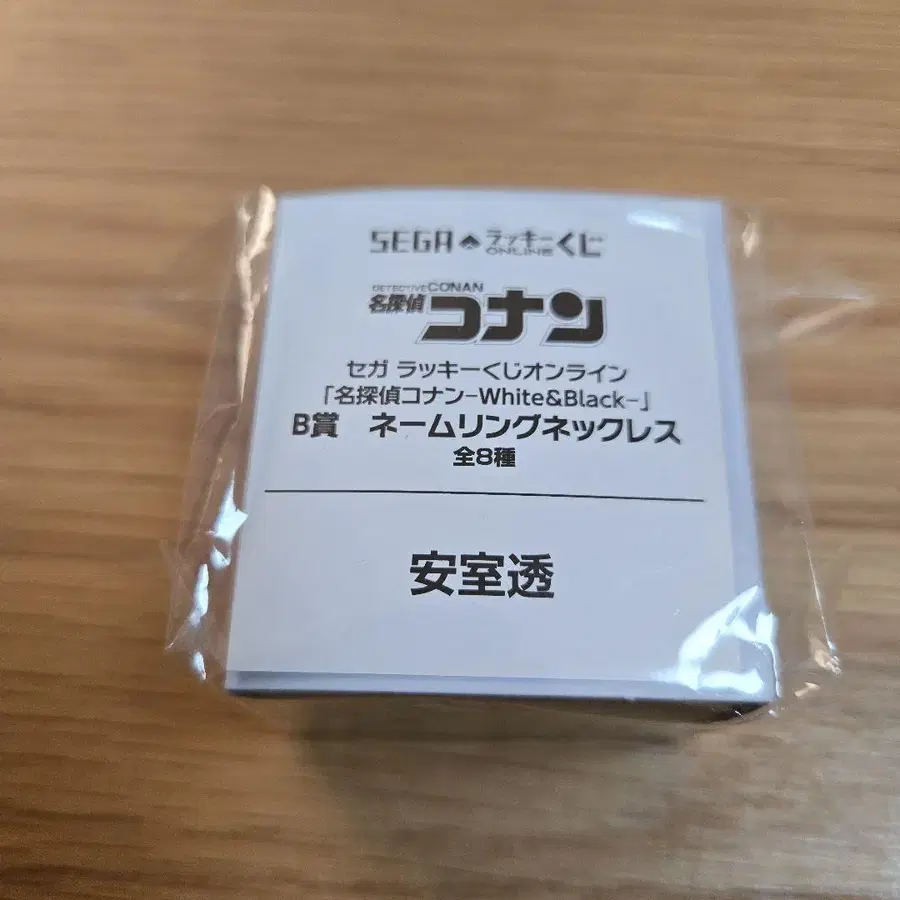 SEGA ラッキーくじ ONLINE
DETECTIVE CONAN
名探偵コナン
セガ ラッキーくじオンライン
「名探偵コナン−White&Black−」
B賞 ネームリングネックレス
全8種
安室透